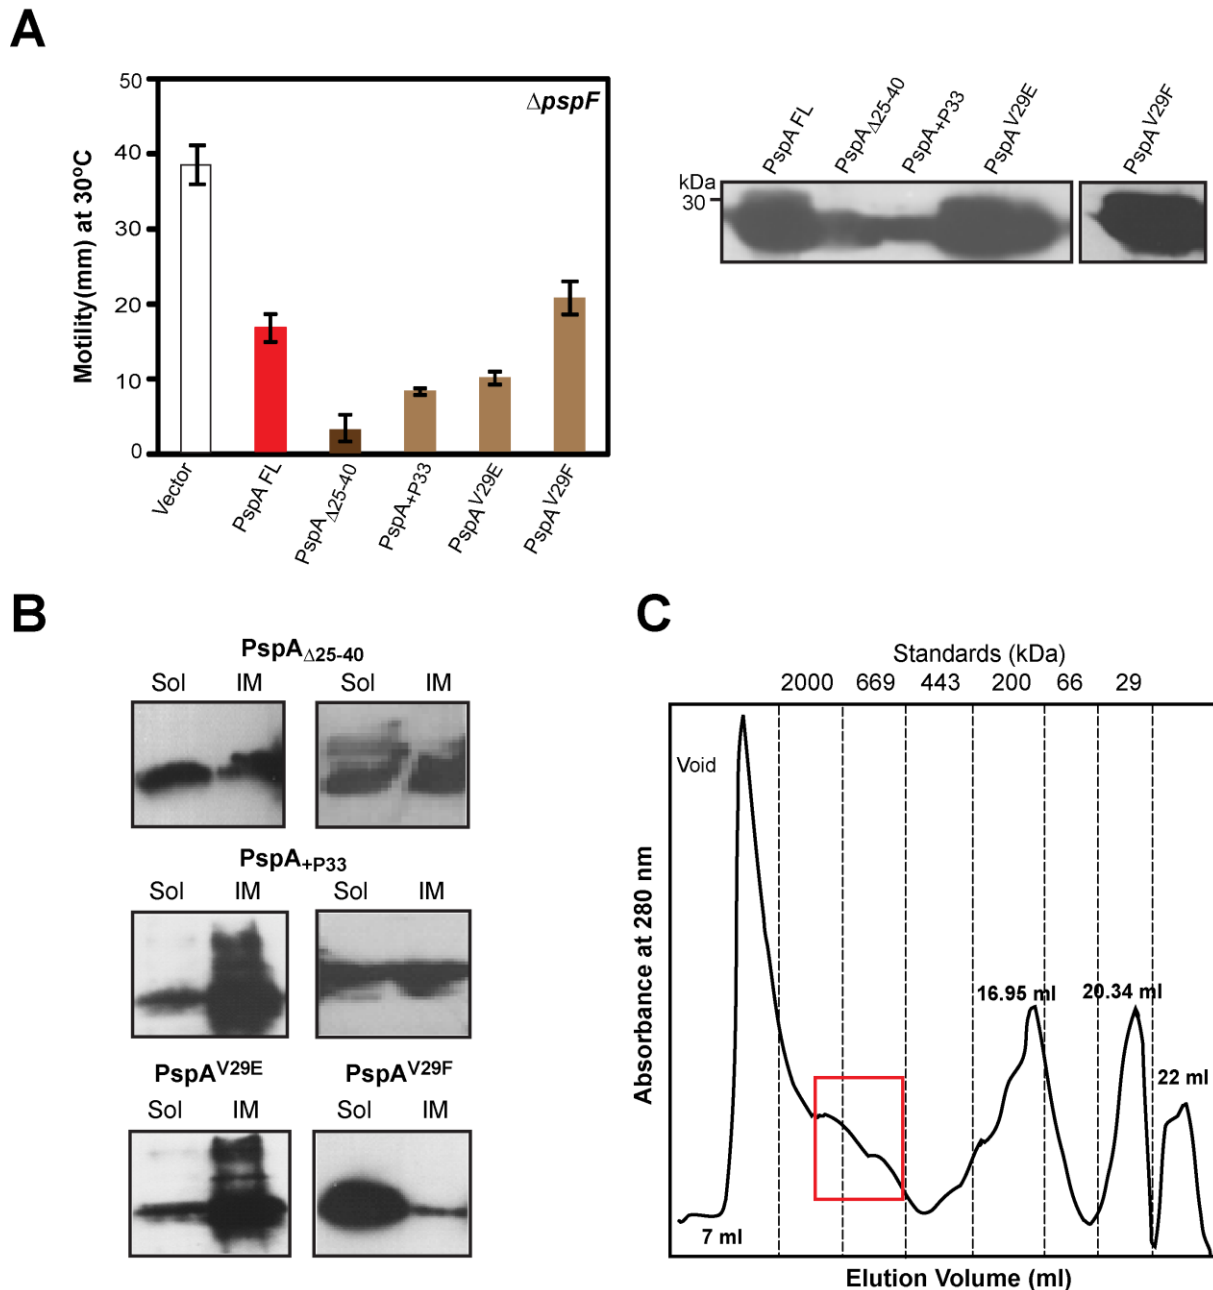 A
Motility(mm) at 30°C
50
40
30
20
10
0
ΔpspF
Vector
PspA FL
PspAΔ25-40
PspA+P33
PspA V29E
PspA V29F
PspA FL
PspAΔ25-40
PspA+P33
PspA V29E
PspA V29F
kDa
30
B
PspAΔ25-40
Sol IM Sol IM
PspA+P33
Sol IM Sol IM
PspAV29E PspAV29F
Sol IM Sol IM
C
Standards (kDa)
2000 669 443 200 66 29
Void
Absorbance at 280 nm
16.95 ml 20.34 ml
22 ml
7 ml
Elution Volume (ml)